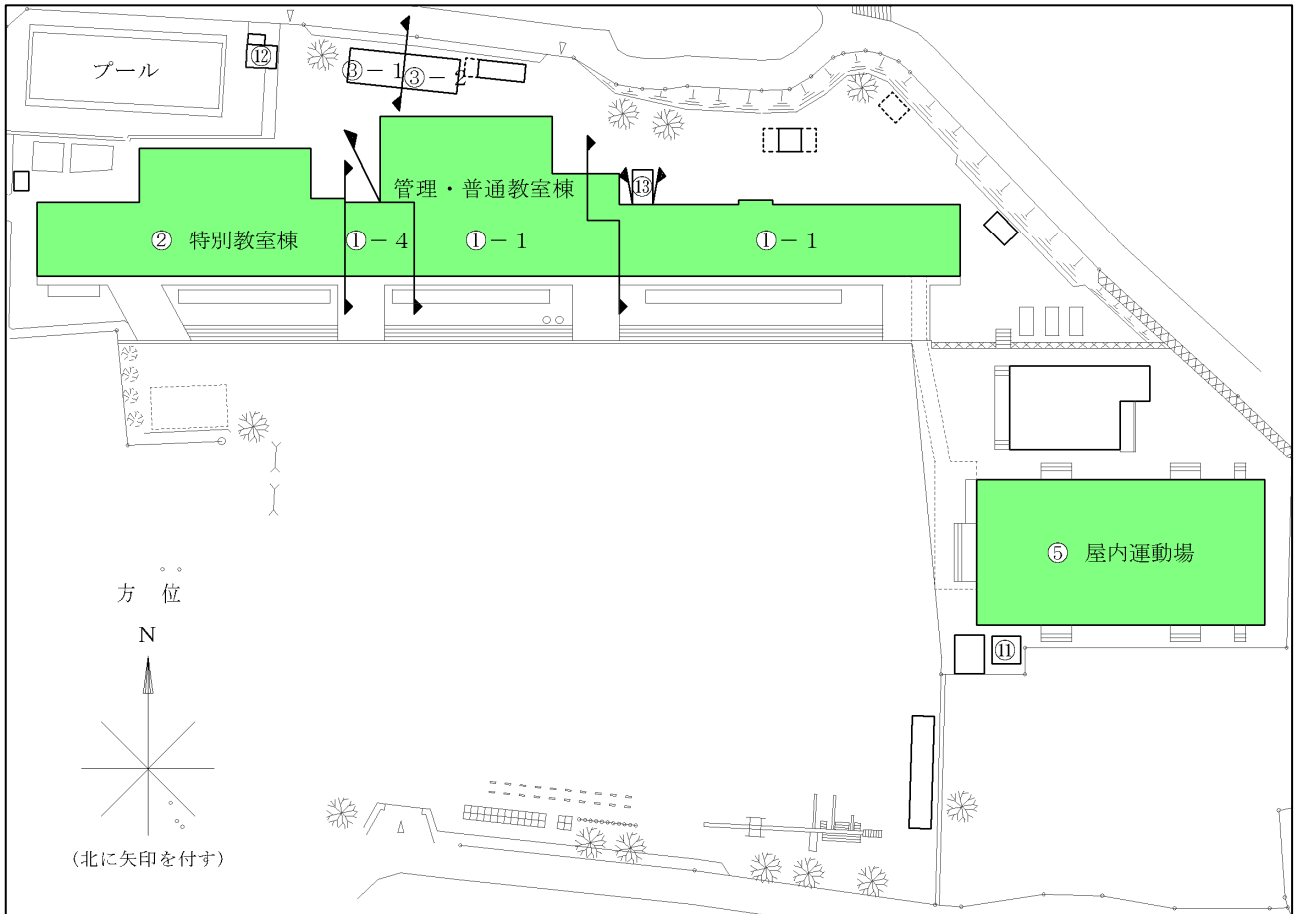 プール
⑫
③－1
③－2
管理・普通教室棟
⑬
② 特別教室棟
①－4
①－1
①－1
⑤ 屋内運動場
方 位
N
⑪
(北に矢印を付す)